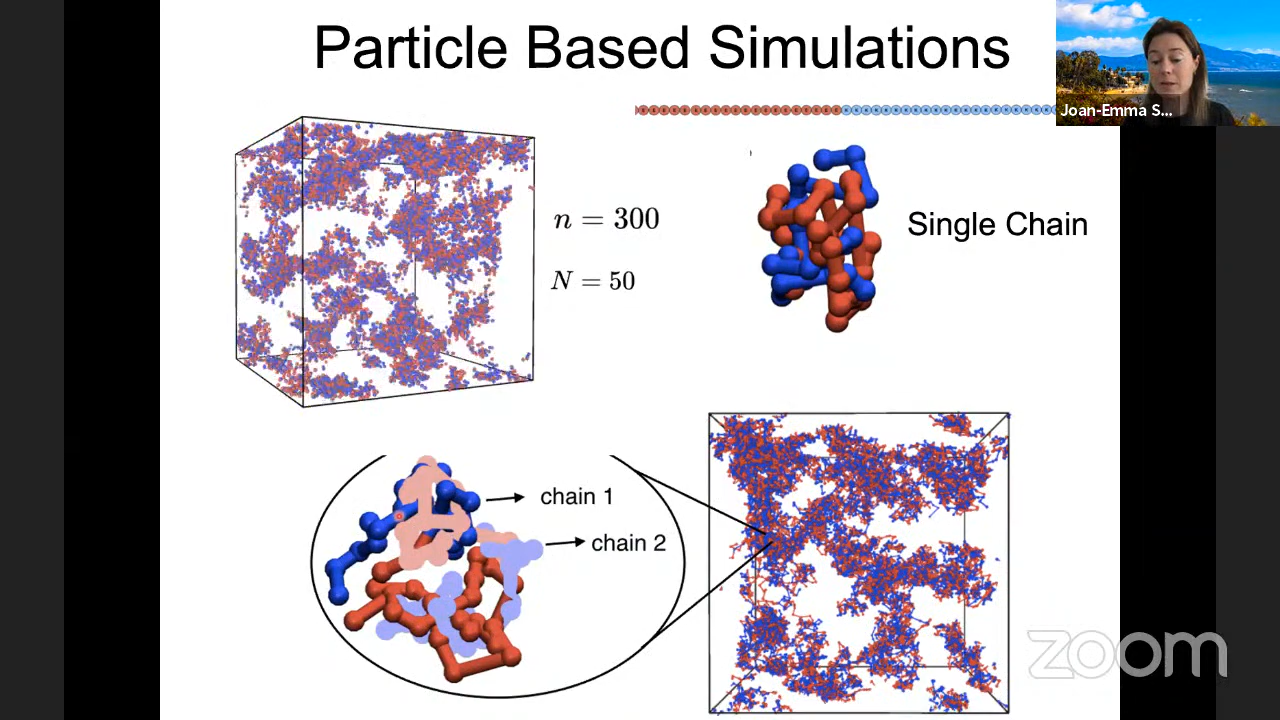 Particle Based Simulations
Joan-Emma S...
n = 300
N = 50
Single Chain
chain 1
chain 2
zoom